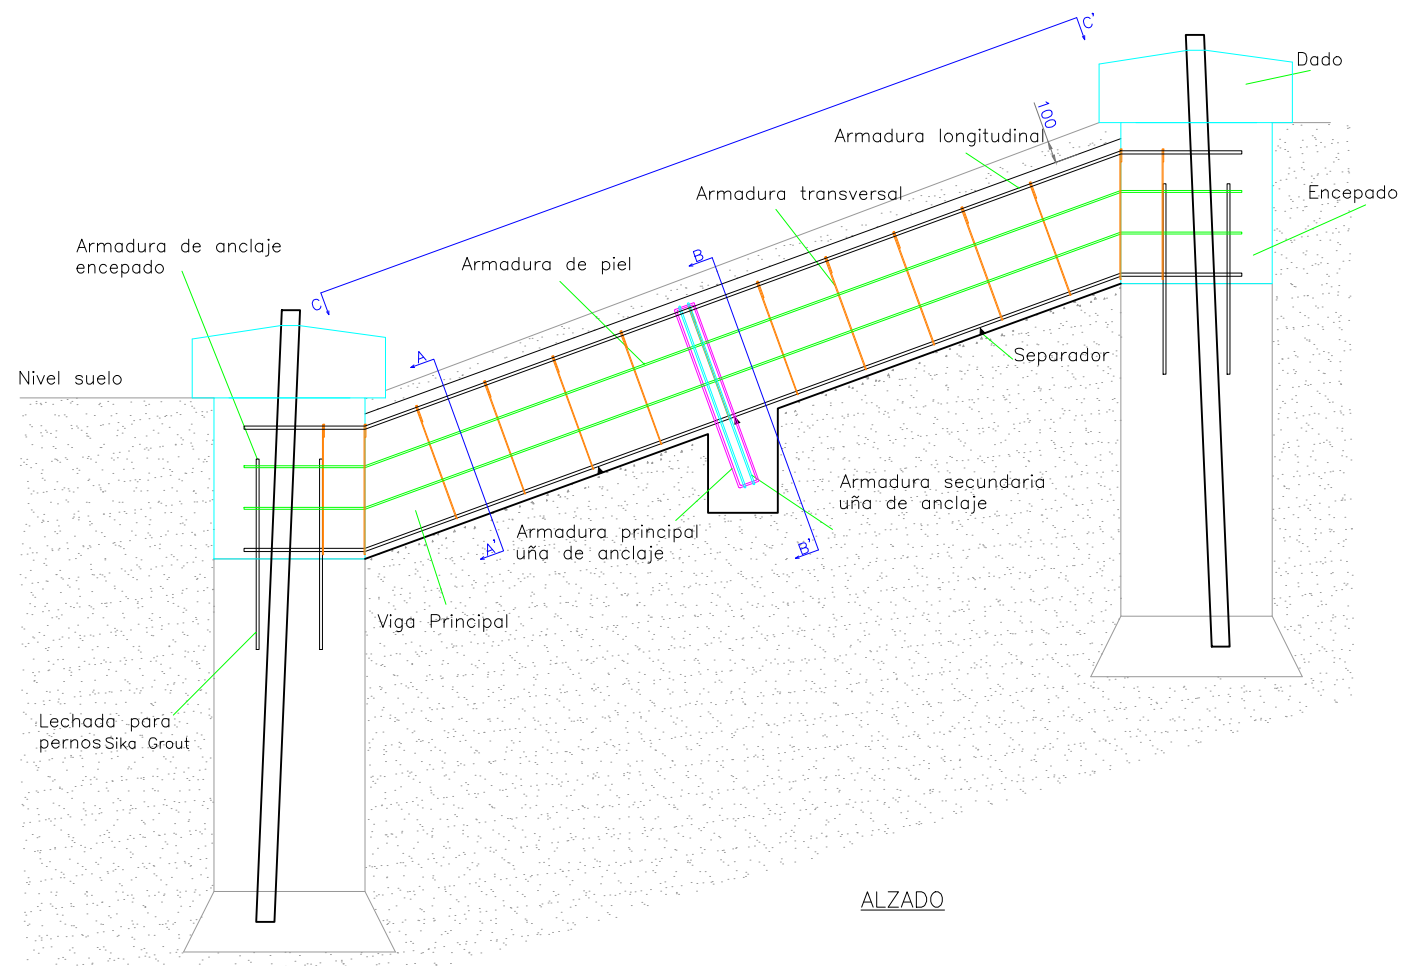 C'
Dado
100
Armadura longitudinal
Armadura transversal
Encepado
Armadura de anclaje
encepado
Armadura de piel
B
C
A
Separador
Nivel suelo
Armadura secundaria
uña de anclaje
Armadura principal
uña de anclaje
A'
B'
Viga Principal
Lechada para
pernos Sika Grout
ALZADO